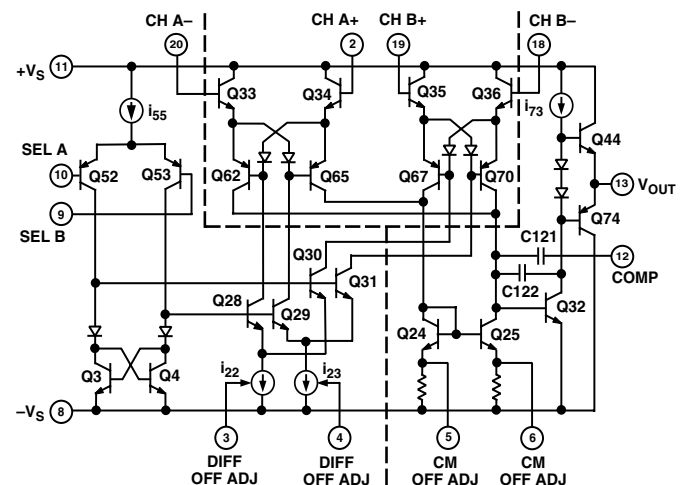 CH A– CH A+ CH B+ CH B–
20 2 19 18
+VS 11
Q33 Q34 Q35 Q36
i55 i73
Q44
SEL A
10 Q52 Q53 Q62 Q65 Q67 Q70
13 VOUT
9
SEL B
Q74
Q30 C121
12
COMP
Q31
C122
Q28 Q29 Q32
Q24 Q25
Q3 Q4 i22 i23
–VS 8
3 4 5 6
DIFF
OFF ADJ
DIFF
OFF ADJ
CM
OFF ADJ
CM
OFF ADJ